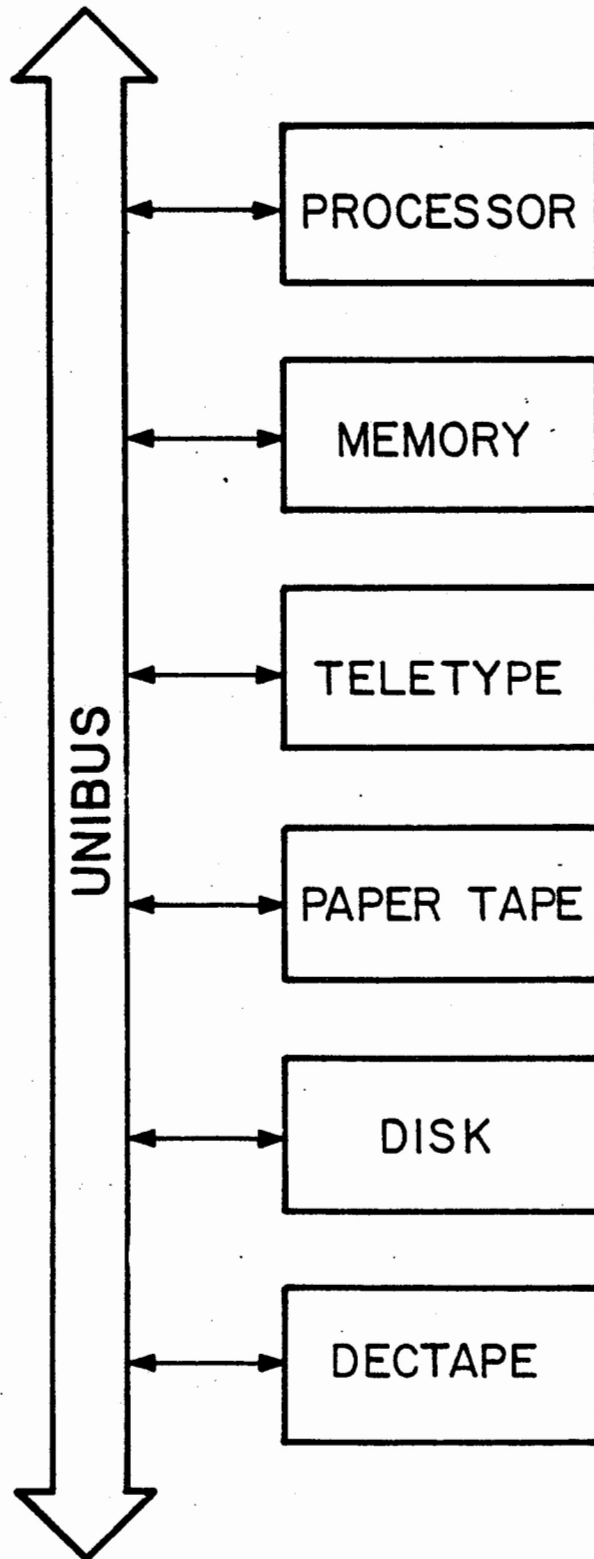 PROCESSOR
MEMORY
TELETYPE
UNIBUS
PAPER TAPE
DISK
DECTAPE